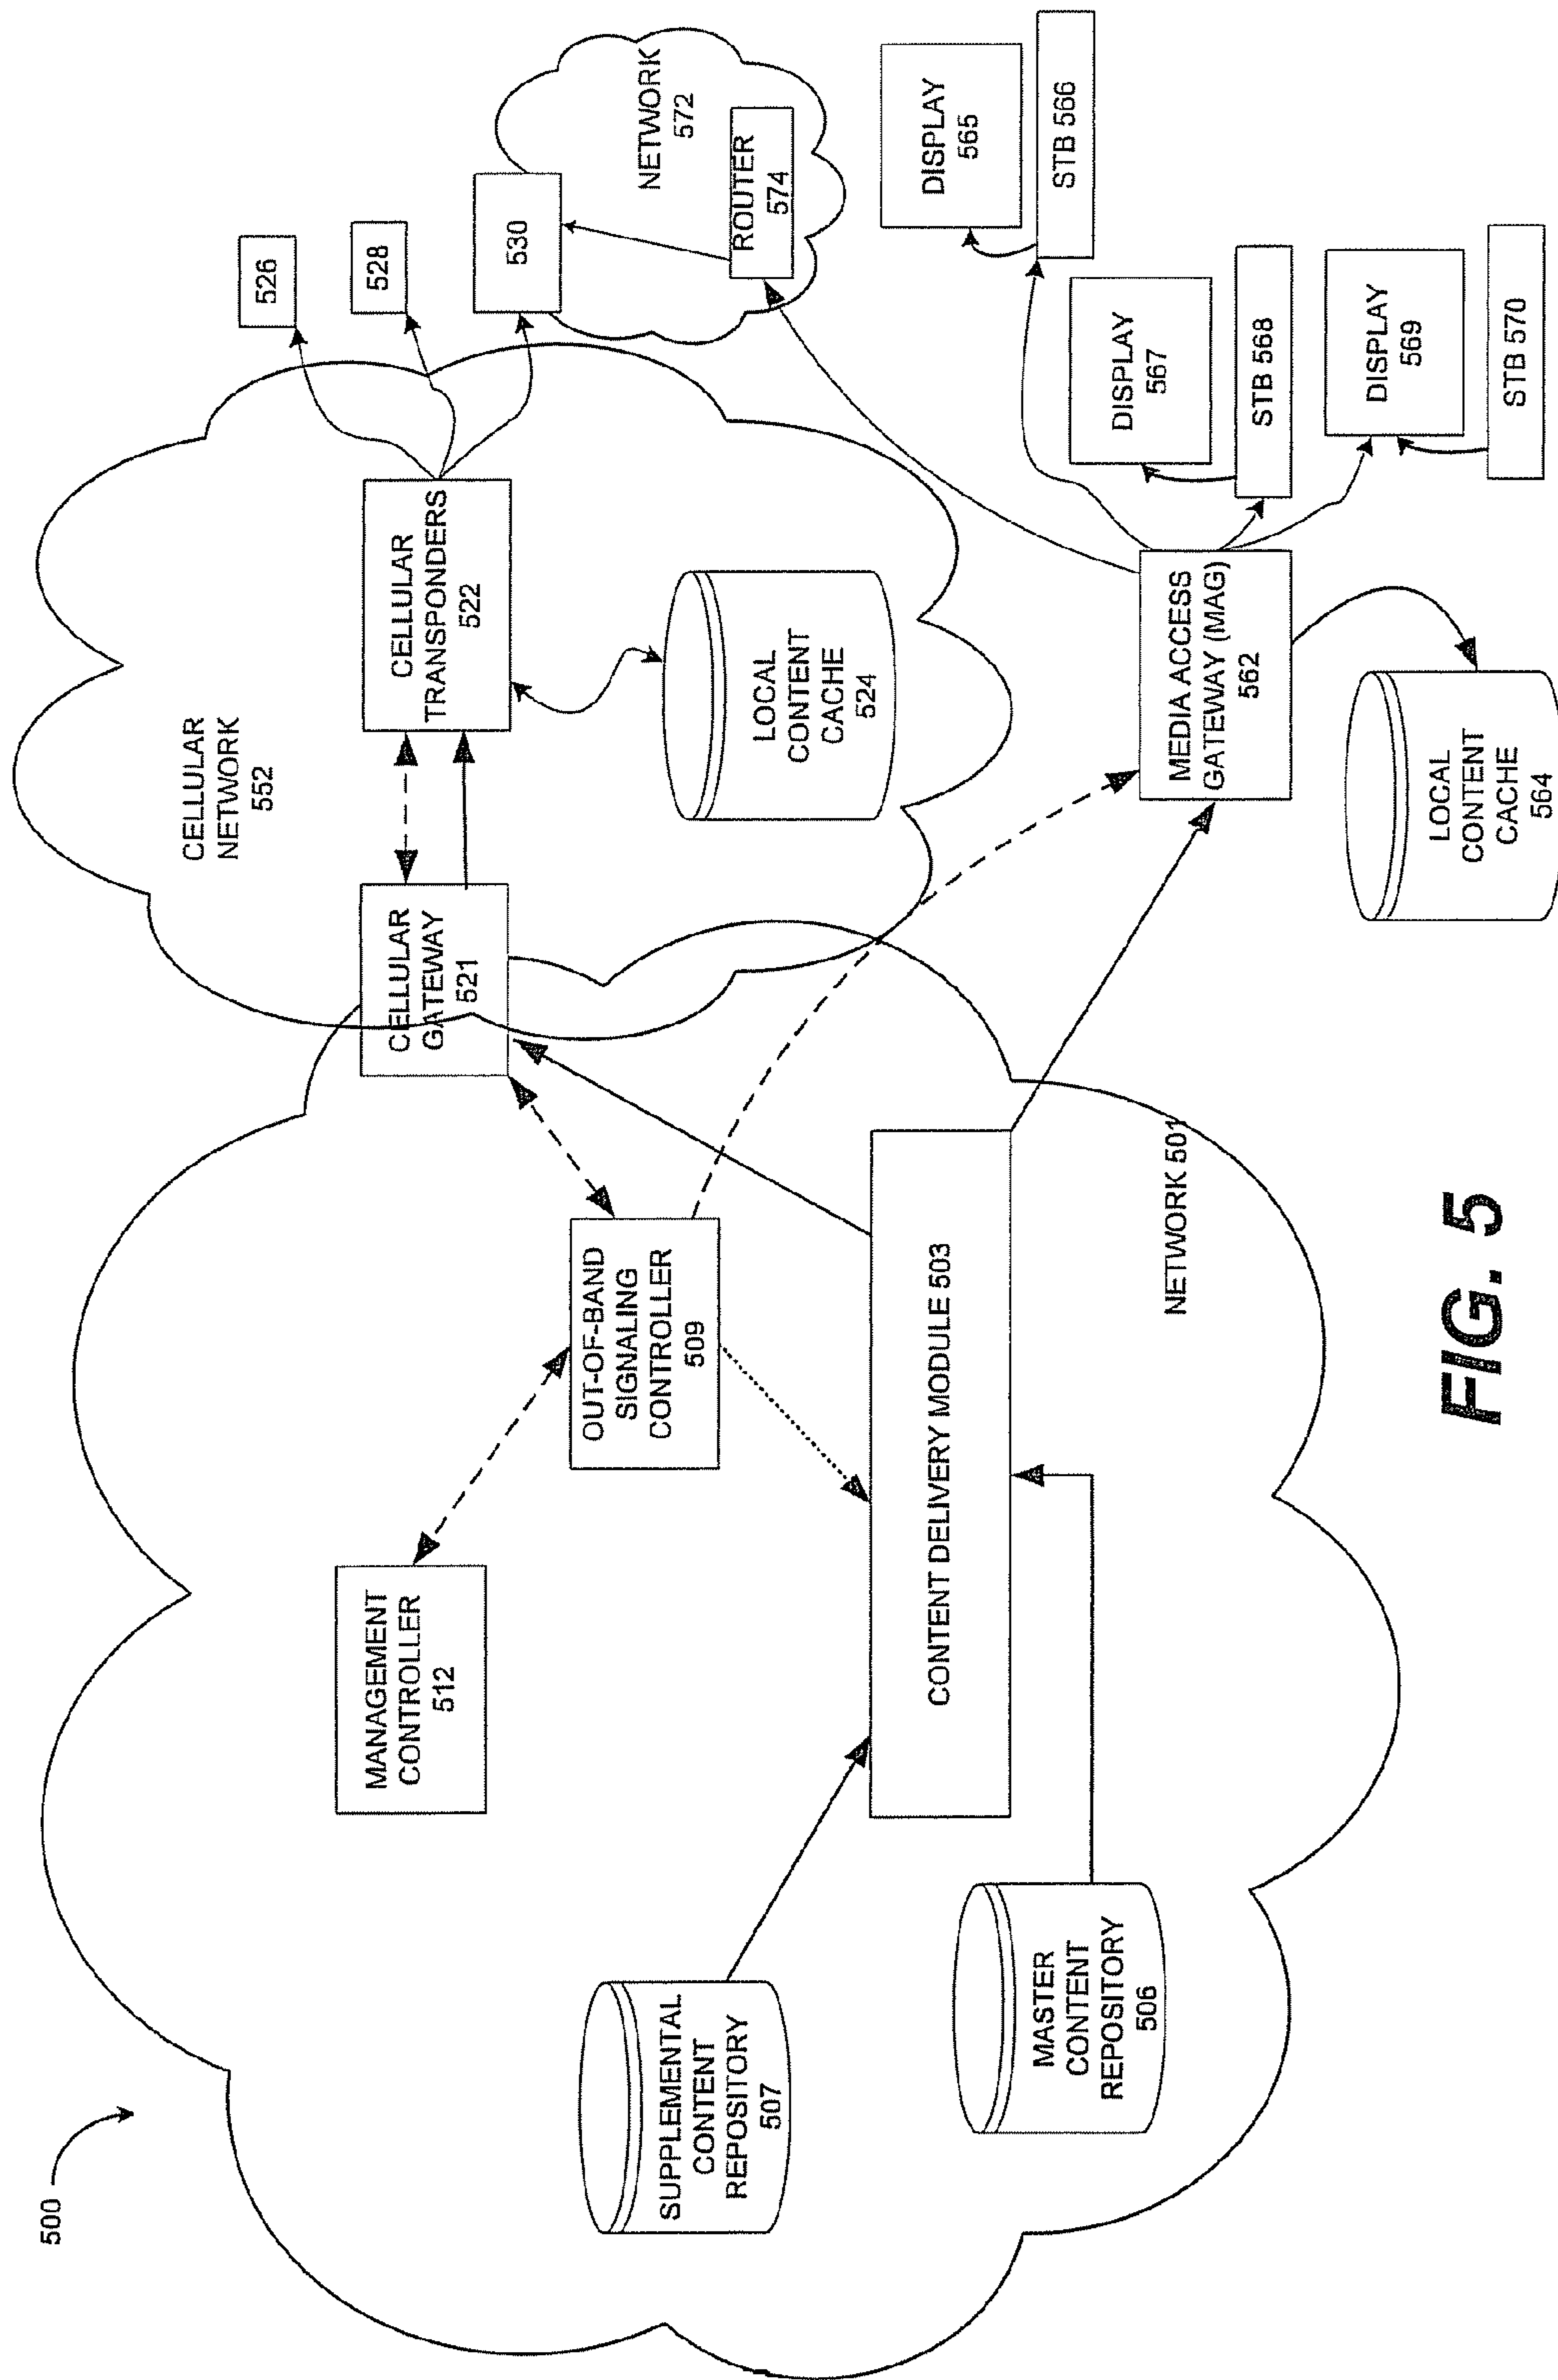 500
CELLULAR
NETWORK
552
526
528
530
NETWORK
572
ROUTER
574
MANAGEMENT
CONTROLLER
512
CELLULAR
GATEWAY
521
CELLULAR
TRANSPONDERS
522
OUT-OF-BAND
SIGNALING
CONTROLLER
509
LOCAL
CONTENT
CACHE
524
SUPPLEMENTAL
CONTENT
REPOSITORY
507
CONTENT DELIVERY MODULE 503
MASTER
CONTENT
REPOSITORY
506
NETWORK 501
MEDIA ACCESS
GATEWAY (MAG)
562
LOCAL
CONTENT
CACHE
564
DISPLAY
565
STB 566
DISPLAY
567
STB 568
DISPLAY
569
STB 570
FIG. 5